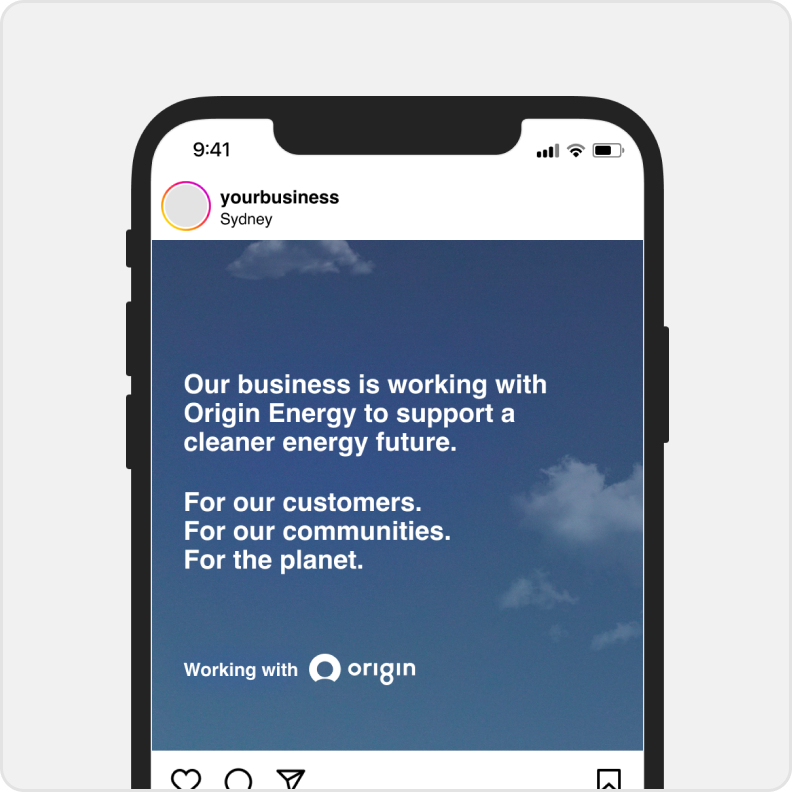 9:41
yourbusiness
Sydney
Our business is working with
Origin Energy to support a
cleaner energy future.
For our customers.
For our communities.
For the planet.
Working with origin